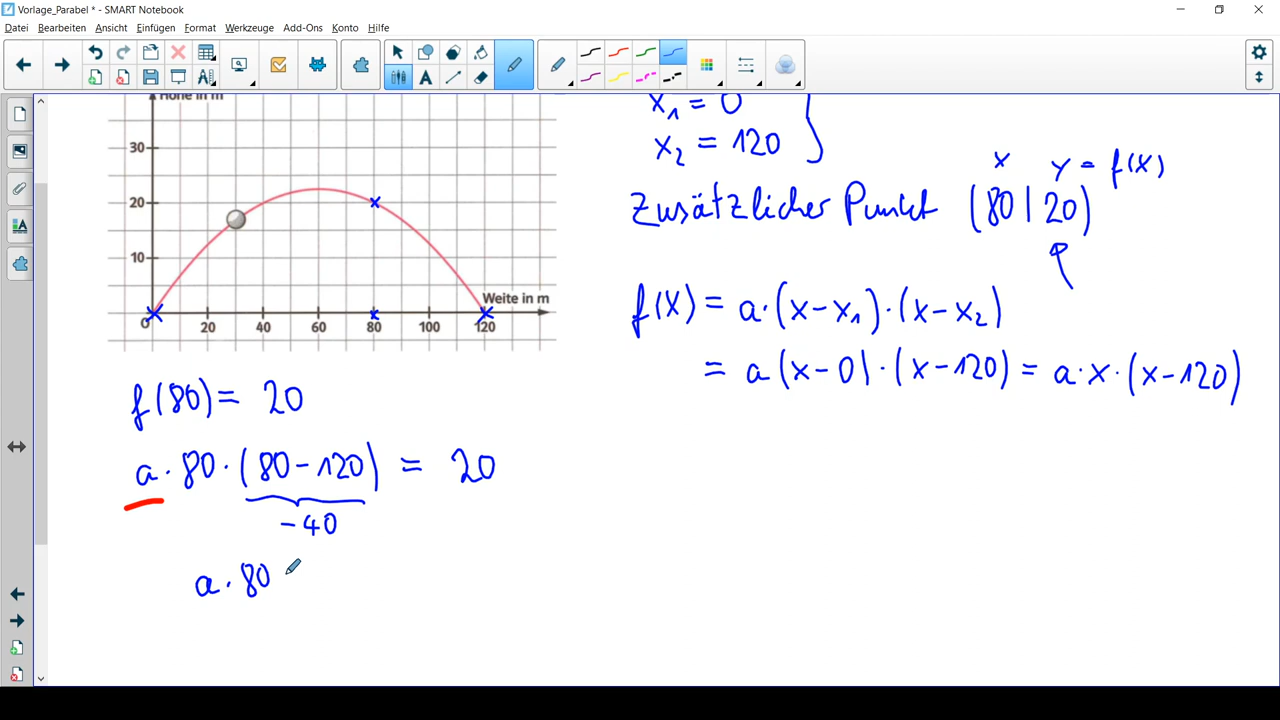 Vorlage_Parabel * - SMART Notebook
Datei Bearbeiten Ansicht Einfügen Format Werkzeuge Add-Ons Konto Hilfe
Höhe in m
30
20
10
0
20 40 60 80 100 120
Weite in m
x₁ = 0
x₂ = 120
x y = f(x)
Zusätzlicher Punkt (80|20)
f(x) = a·(x-x₁)·(x-x₂)
= a(x-0)·(x-120) = a·x·(x-120)
f(80) = 20
a·80·(80-120) = 20
-40
a·80